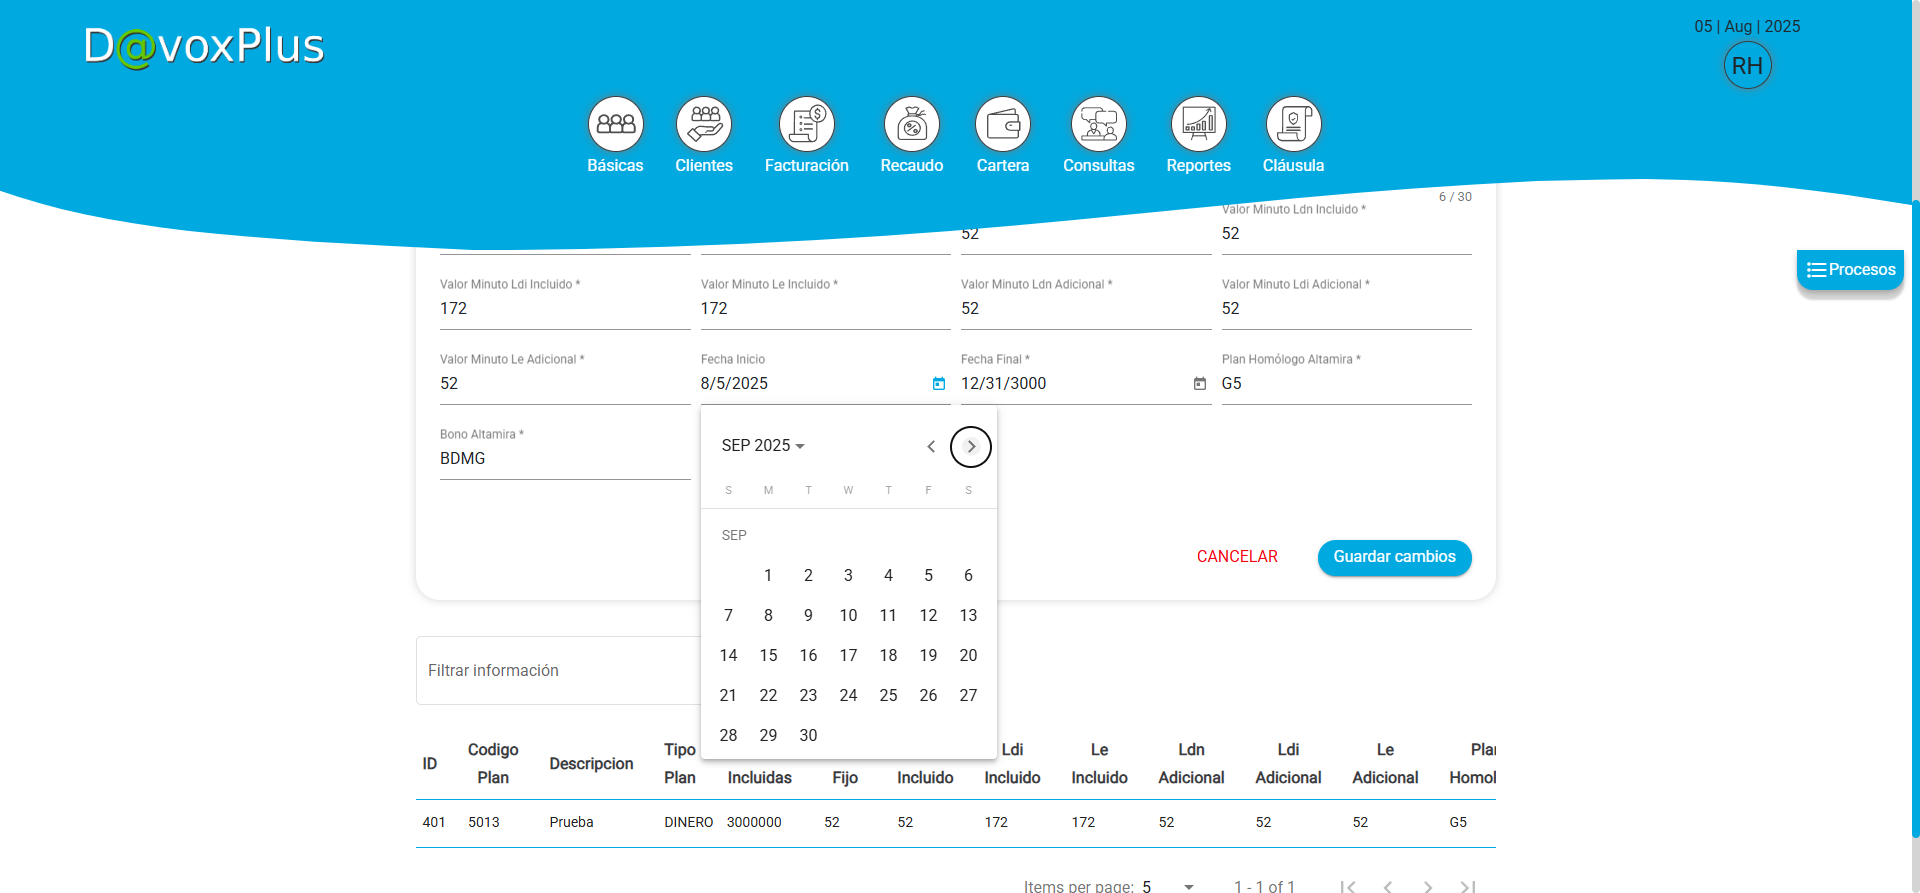 D@voxPlus
05 | Aug | 2025
RH
Básicas
Clientes
Facturación
Recaudo
Cartera
Consultas
Reportes
Cláusula
6 / 30
Valor Minuto Ldn Incluido *
52
52
Procesos
Valor Minuto Ldi Incluido *
Valor Minuto Le Incluido *
Valor Minuto Ldn Adicional *
Valor Minuto Ldi Adicional *
172
172
52
52
Valor Minuto Le Adicional *
Fecha Inicio
Fecha Final *
Plan Homólogo Altamira *
52
8/5/2025
12/31/3000
G5
Bono Altamira *
BDMG
SEP 2025
S M T W T F S
SEP
1 2 3 4 5 6
7 8 9 10 11 12 13
14 15 16 17 18 19 20
21 22 23 24 25 26 27
28 29 30
CANCELAR
Guardar cambios
Filtrar información
ID
Codigo Plan
Descripcion
Tipo Plan
Incluidas
Fijo
Incluido
Ldi Incluido
Le Incluido
Ldn Adicional
Ldi Adicional
Le Adicional
401 5013 Prueba DINERO 3000000 52 52 172 172 52 52 52 G5
Items per page: 5
1 - 1 of 1